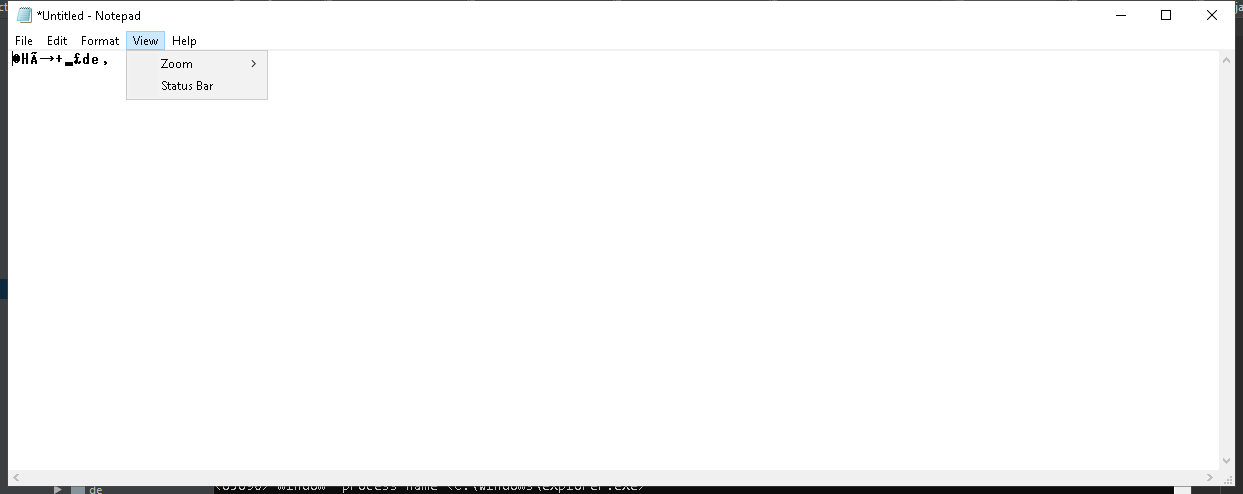 *Untitled - Notepad
File Edit Format View Help
☻HÃ→+▂£de,
Zoom
Status Bar
de
window process name <C:\Windows\explorer.exe>